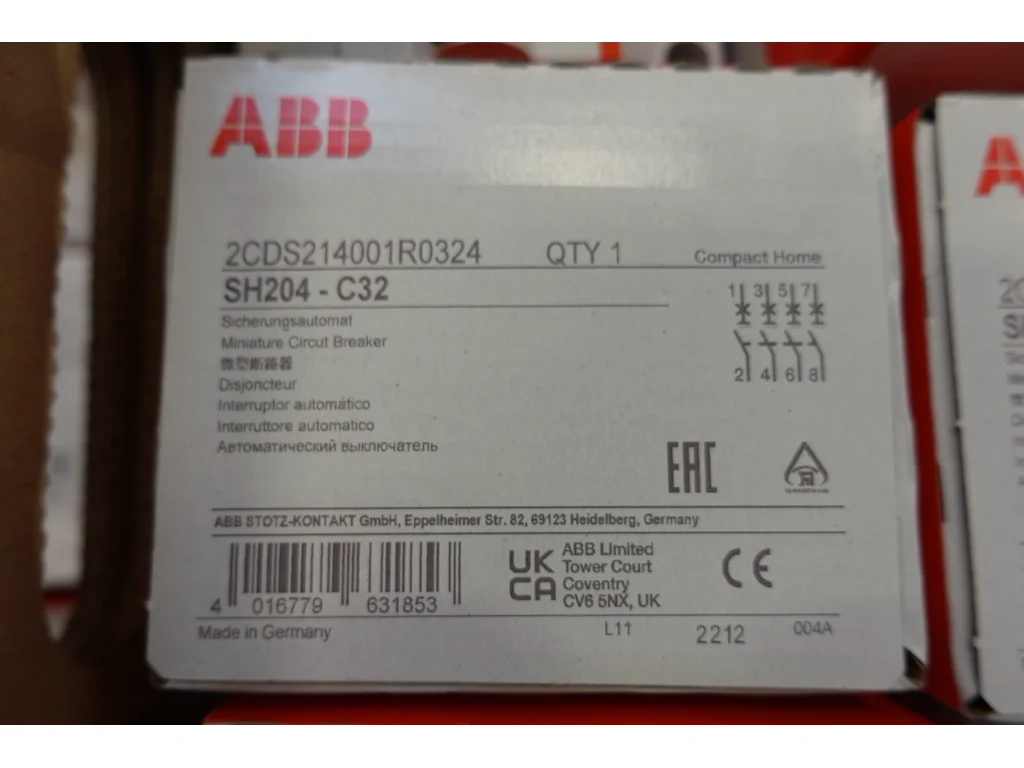 ABB
2CDS214001R0324 QTY 1 Compact Home
SH204 - C32
1 3 5 7
Sicherungsautomat
Miniature Circut Breaker
微型断路器
2 4 6 8
Disjoncteur
Interruptor automático
Interruttore automatico
Автоматический выключатель
EAC
ABB STOTZ-KONTAKT GmbH, Eppelheimer Str. 82, 69123 Heidelberg, Germany
UK
CA
ABB Limited
Tower Court
Coventry
CV6 5NX, UK
CE
4 016779 631853
Made in Germany L11 2212 004A